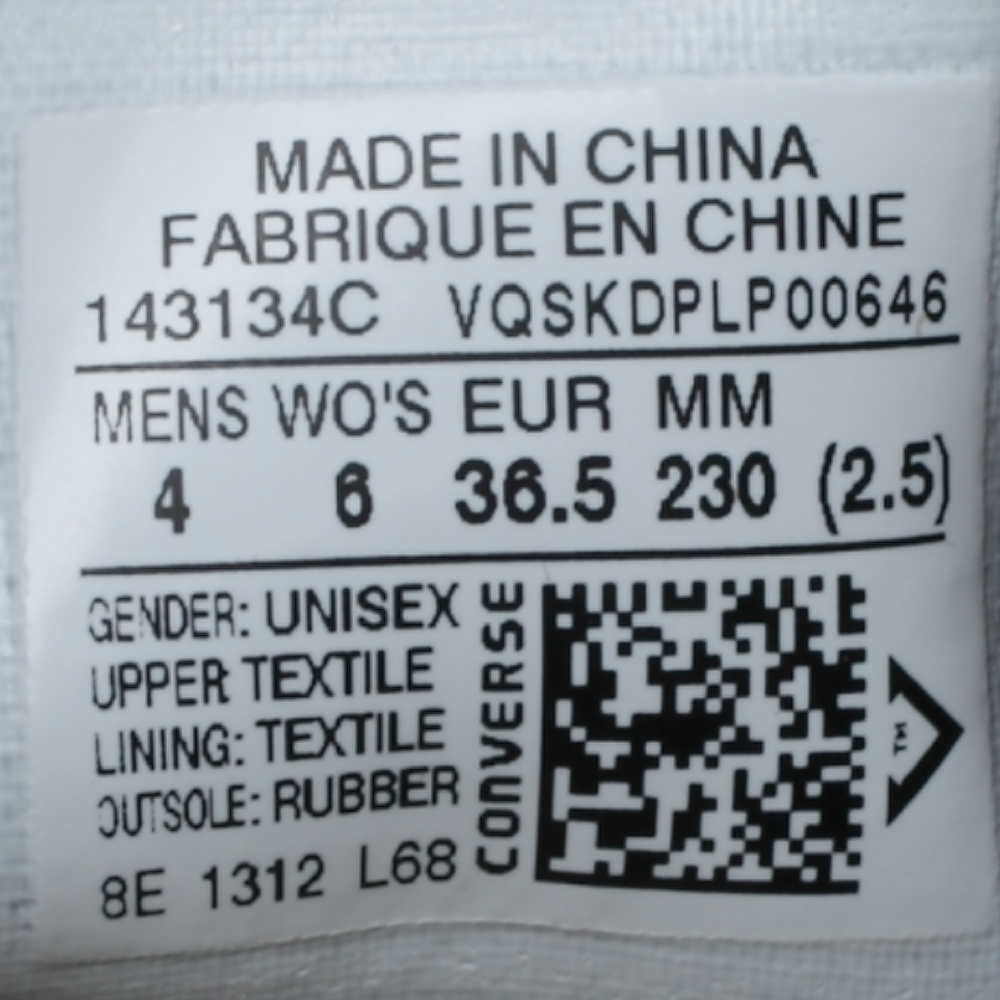 MADE IN CHINA
FABRIQUE EN CHINE
143134C VQSKDPLP00646
MENS WO'S EUR MM
4 6 36.5 230 (2.5)
GENDER: UNISEX
UPPER TEXTILE
LINING: TEXTILE
OUTSOLE: RUBBER
8E 1312 L68
CONVERSE
TM